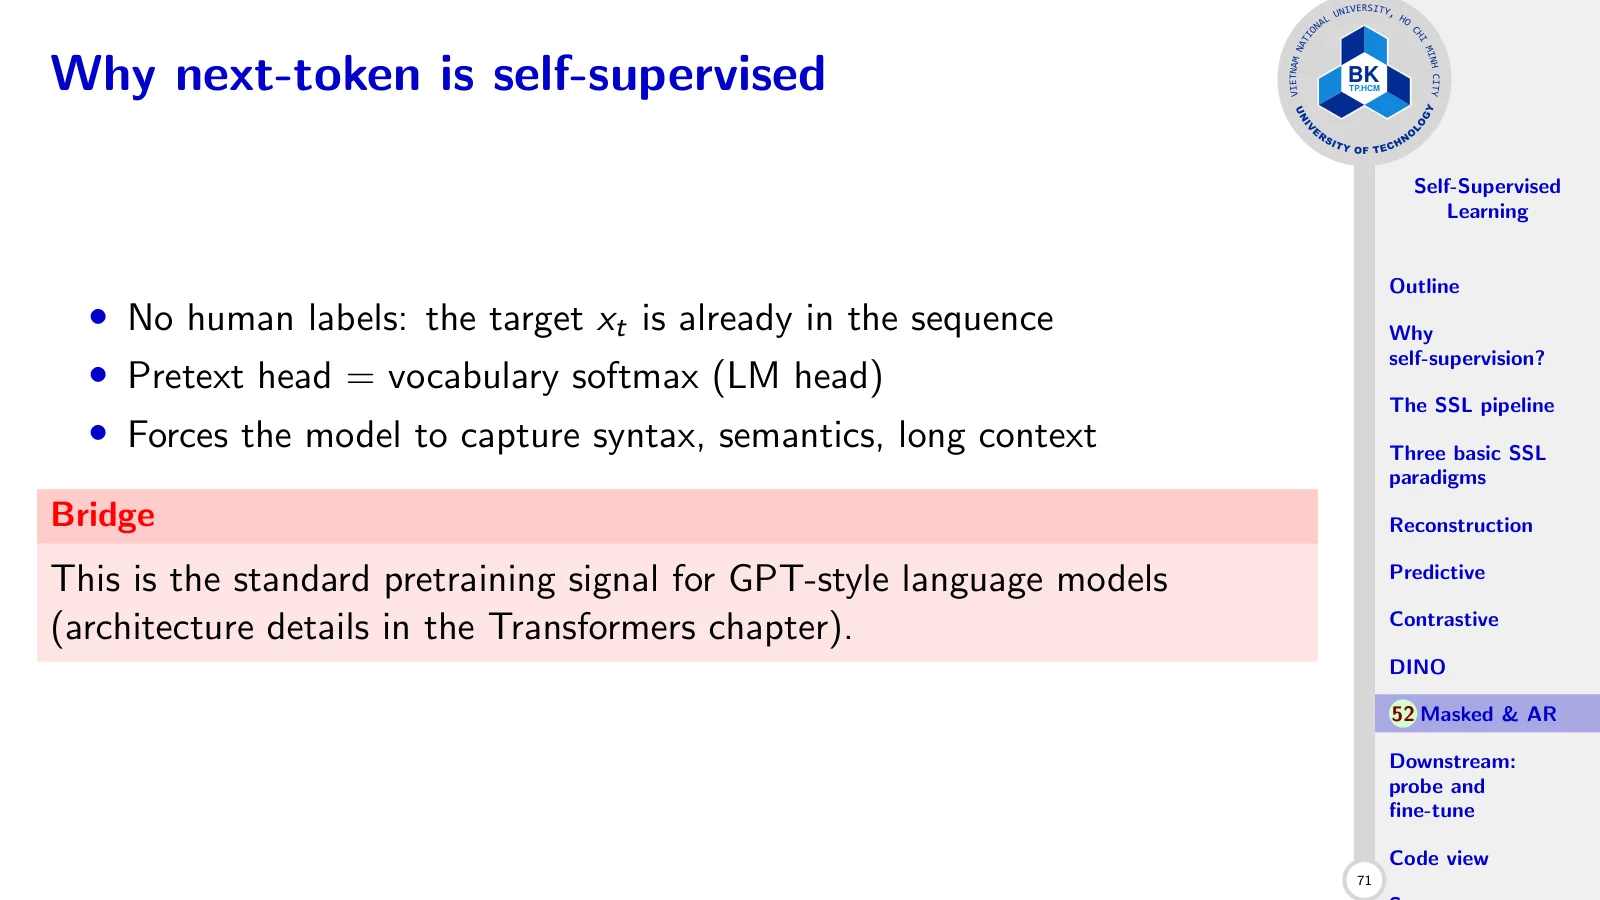 Why next-token is self-supervised
• No human labels: the target xₜ is already in the sequence
• Pretext head = vocabulary softmax (LM head)
• Forces the model to capture syntax, semantics, long context
Bridge
This is the standard pretraining signal for GPT-style language models
(architecture details in the Transformers chapter).
VIETNAM NATIONAL UNIVERSITY, HO CHI MINH CITY
BK
TP.HCM
UNIVERSITY OF TECHNOLOGY
Self-Supervised
Learning
Outline
Why
self-supervision?
The SSL pipeline
Three basic SSL
paradigms
Reconstruction
Predictive
Contrastive
DINO
52 Masked & AR
Downstream:
probe and
fine-tune
Code view
71